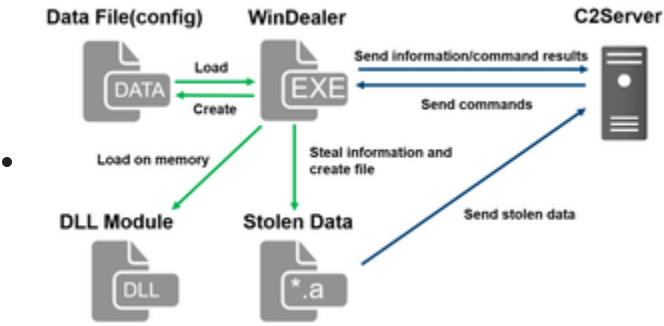 Data File(config)
WinDealer
C2Server
DATA
Load
Create
EXE
Send information/command results
Send commands
Load on memory
Steal information and
create file
Send stolen data
DLL Module
Stolen Data
DLL
*.a